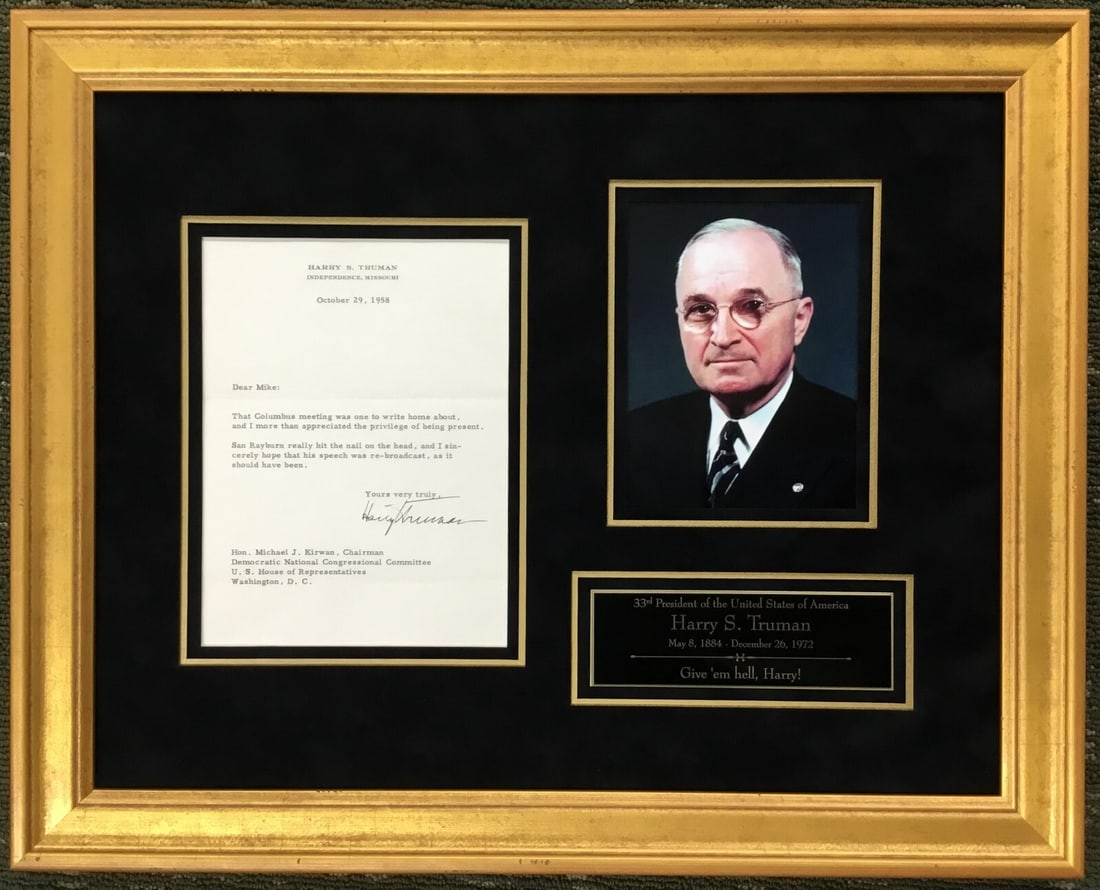 HARRY S. TRUMAN
INDEPENDENCE, MISSOURI
October 29, 1958
Dear Mike:
That Columbus meeting was one to write home about,
and I more than appreciated the privilege of being present.
San Rayburn really hit the nail on the head, and I sin-
cerely hope that his speech was re-broadcast, as it
should have been.
Yours very truly,
Harry Truman
Hon. Michael J. Kirwan, Chairman
Democratic National Congressional Committee
U. S. House of Representatives
Washington, D. C.
33rd President of the United States of America
Harry S. Truman
May 8, 1884 - December 26, 1972
Give 'em hell, Harry!